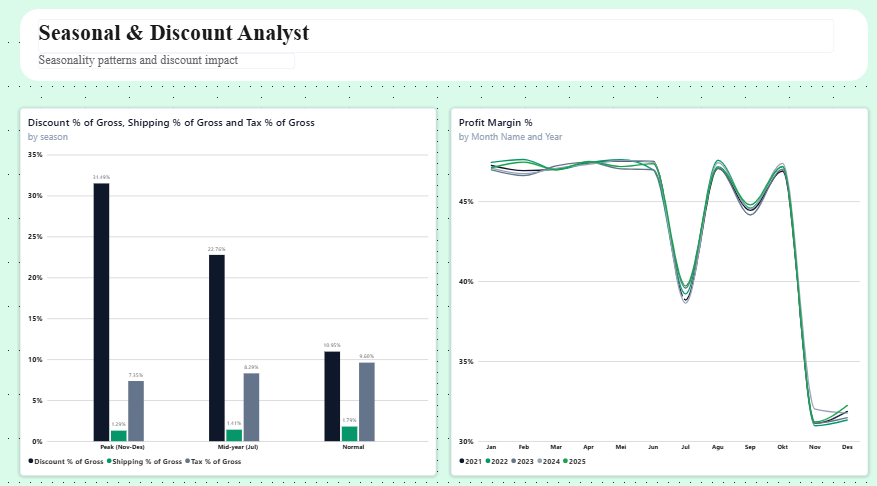 Seasonal & Discount Analyst
Seasonality patterns and discount impact
Discount % of Gross, Shipping % of Gross and Tax % of Gross
by season
35%
30%
25%
20%
15%
10%
5%
0%
31.49%
1.29%
7.35%
22.76%
1.41%
8.29%
10.95%
1.79%
9.60%
Peak (Nov-Des)
Mid-year (Jul)
Normal
Discount % of Gross Shipping % of Gross Tax % of Gross
Profit Margin %
by Month Name and Year
45%
40%
35%
30%
Jan Feb Mar Apr Mei Jun Jul Agu Sep Okt Nov Des
2021 2022 2023 2024 2025